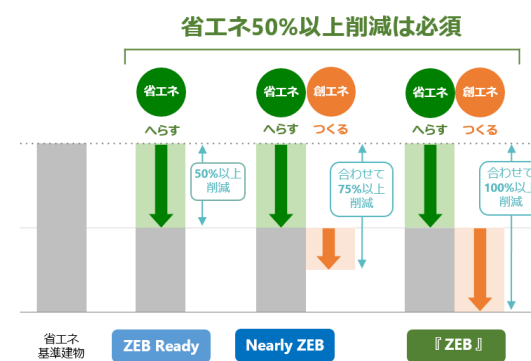 省エネ50%以上削減は必須
省エネ
省エネ
創エネ
省エネ
創エネ
へらす
へらす
つくる
へらす
つくる
50%以上
削減
合わせて
75%以上
削減
合わせて
100%以上
削減
省エネ
基準建物
ZEB Ready
Nearly ZEB
『 ZEB 』